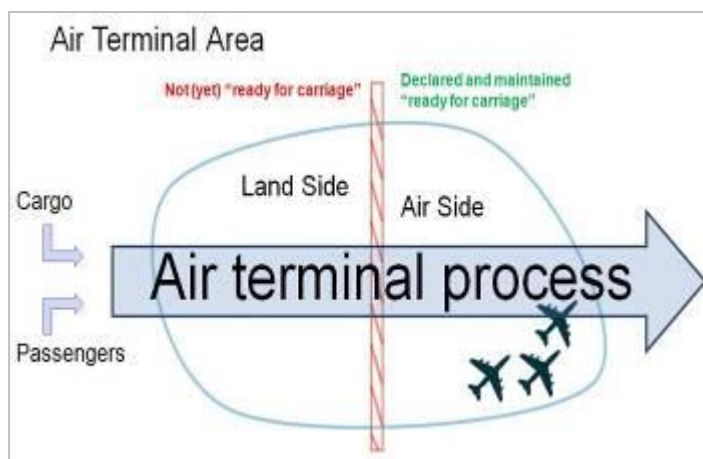 Air Terminal Area
Not (yet) "ready for carriage"
Declared and maintained
"ready for carriage"
Land Side
Air Side
Cargo
Air terminal process
Passengers